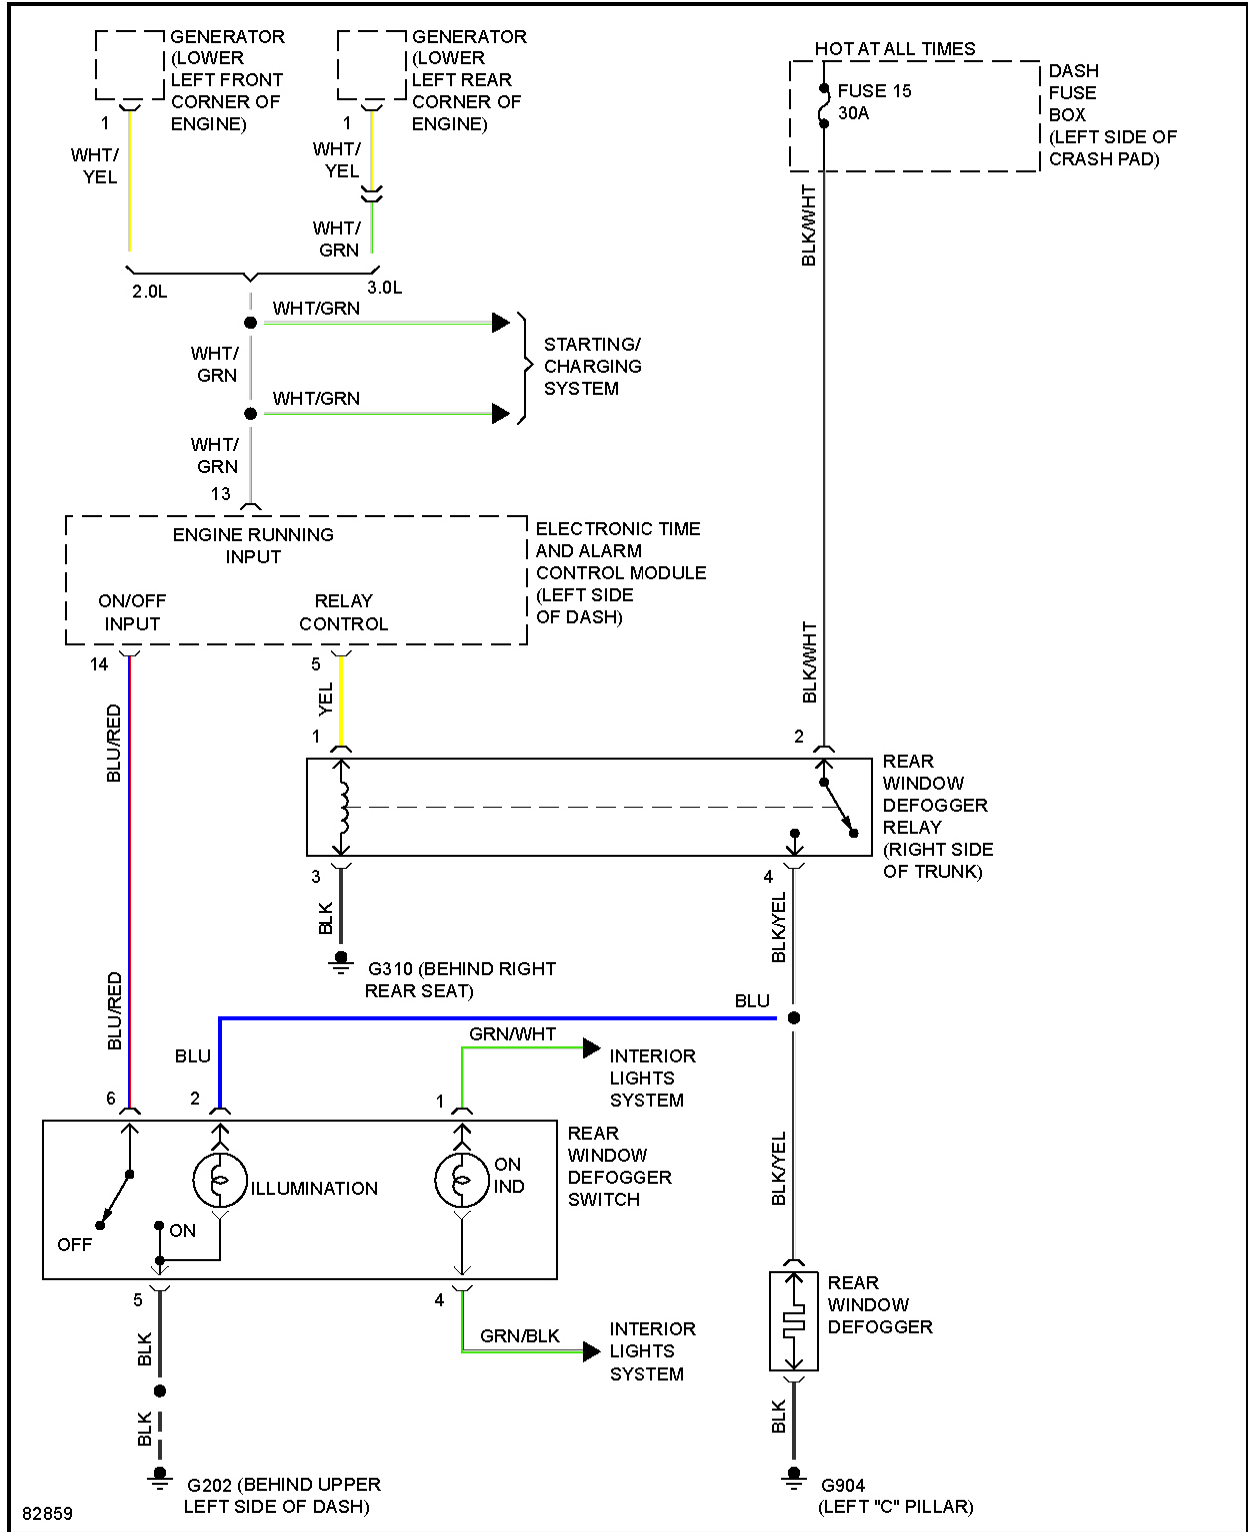 GENERATOR
(LOWER
LEFT FRONT
CORNER OF
ENGINE)
1
WHT/
YEL
GENERATOR
(LOWER
LEFT REAR
CORNER OF
ENGINE)
1
WHT/
YEL
WHT/
GRN
2.0L
3.0L
HOT AT ALL TIMES
FUSE 15
30A
DASH
FUSE
BOX
(LEFT SIDE OF
CRASH PAD)
BLK/WHT
WHT/GRN
WHT/
GRN
WHT/GRN
STARTING/
CHARGING
SYSTEM
WHT/
GRN
13
ENGINE RUNNING
INPUT
ON/OFF
INPUT
RELAY
CONTROL
ELECTRONIC TIME
AND ALARM
CONTROL MODULE
(LEFT SIDE
OF DASH)
14
5
BLU/RED
YEL
BLK/WHT
1
2
REAR
WINDOW
DEFOGGER
RELAY
(RIGHT SIDE
OF TRUNK)
3
4
BLK
BLK/YEL
G310 (BEHIND RIGHT
REAR SEAT)
BLU/RED
BLU
BLU
GRN/WHT
INTERIOR
LIGHTS
SYSTEM
6
2
1
REAR
WINDOW
DEFOGGER
SWITCH
ILLUMINATION
ON
IND
OFF
ON
BLK/YEL
5
4
BLK
GRN/BLK
INTERIOR
LIGHTS
SYSTEM
REAR
WINDOW
DEFOGGER
BLK
BLK
G202 (BEHIND UPPER
LEFT SIDE OF DASH)
G904
(LEFT "C" PILLAR)
82859